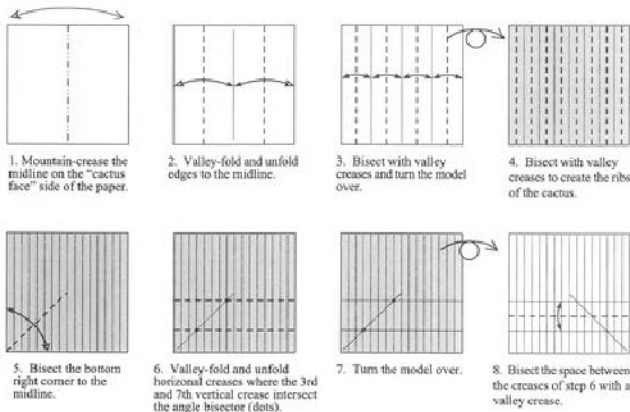 1. Mountain-crease the
midline on the "cactus
face" side of the paper.
2. Valley-fold and unfold
edges to the midline.
3. Bisect with valley
creases and turn the model
over.
4. Bisect with valley
creases to create the ribs
of the cactus.
5. Bisect the bottom
right corner to the
midline.
6. Valley-fold and unfold
horizonal creases where the 3rd
and 7th vertical crease intersect
the angle bisector (dots).
7. Turn the model over.
8. Bisect the space between
the creases of step 6 with a
valley crease.